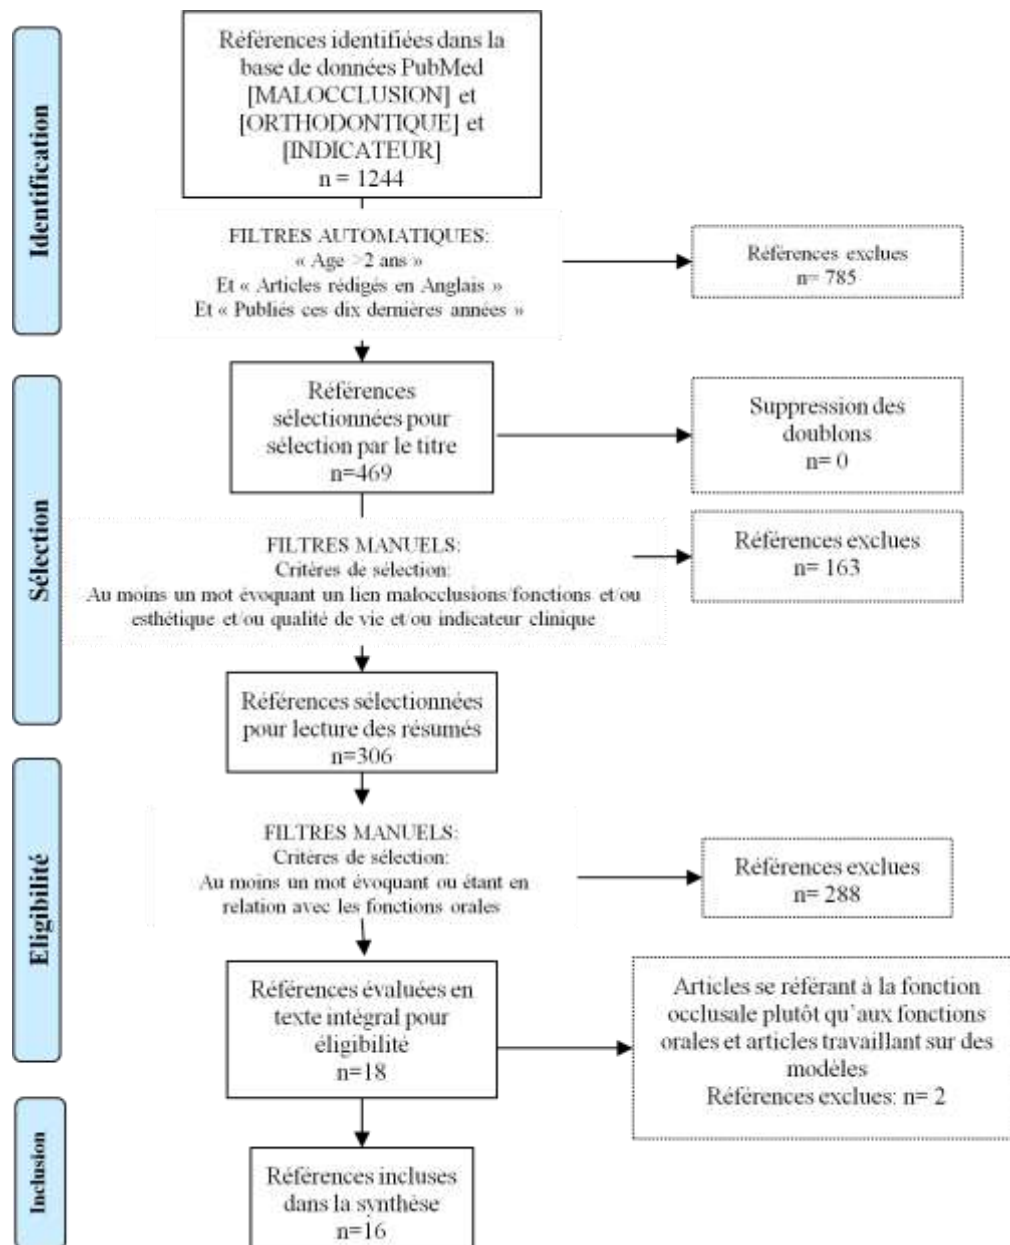 Identification
Références identifiées dans la
base de données PubMed
[MALOCCLUSION] et
[ORTHODONTIQUE] et
[INDICATEUR]
n = 1244
FILTRES AUTOMATIQUES:
« Age >2 ans »
Et « Articles rédigés en Anglais »
Et « Publiés ces dix dernières années »
Références exclues
n= 785
Sélection
Références
sélectionnées pour
sélection par le titre
n=469
Suppression des
doublons
n= 0
FILTRES MANUELS:
Critères de sélection:
Au moins un mot évoquant un lien malocclusions fonctions et/ou
esthétique et/ou qualité de vie et/ou indicateur clinique
Références exclues
n= 163
Références sélectionnées
pour lecture des résumés
n=306
Eligibilité
FILTRES MANUELS:
Critères de sélection:
Au moins un mot évoquant ou étant en
relation avec les fonctions orales
Références exclues
n= 288
Références évaluées en
texte intégral pour
éligibilité
n=18
Articles se référant à la fonction
occlusale plutôt qu'aux fonctions
orales et articles travaillant sur des
modèles
Références exclues: n= 2
Inclusion
Références incluses
dans la synthèse
n=16